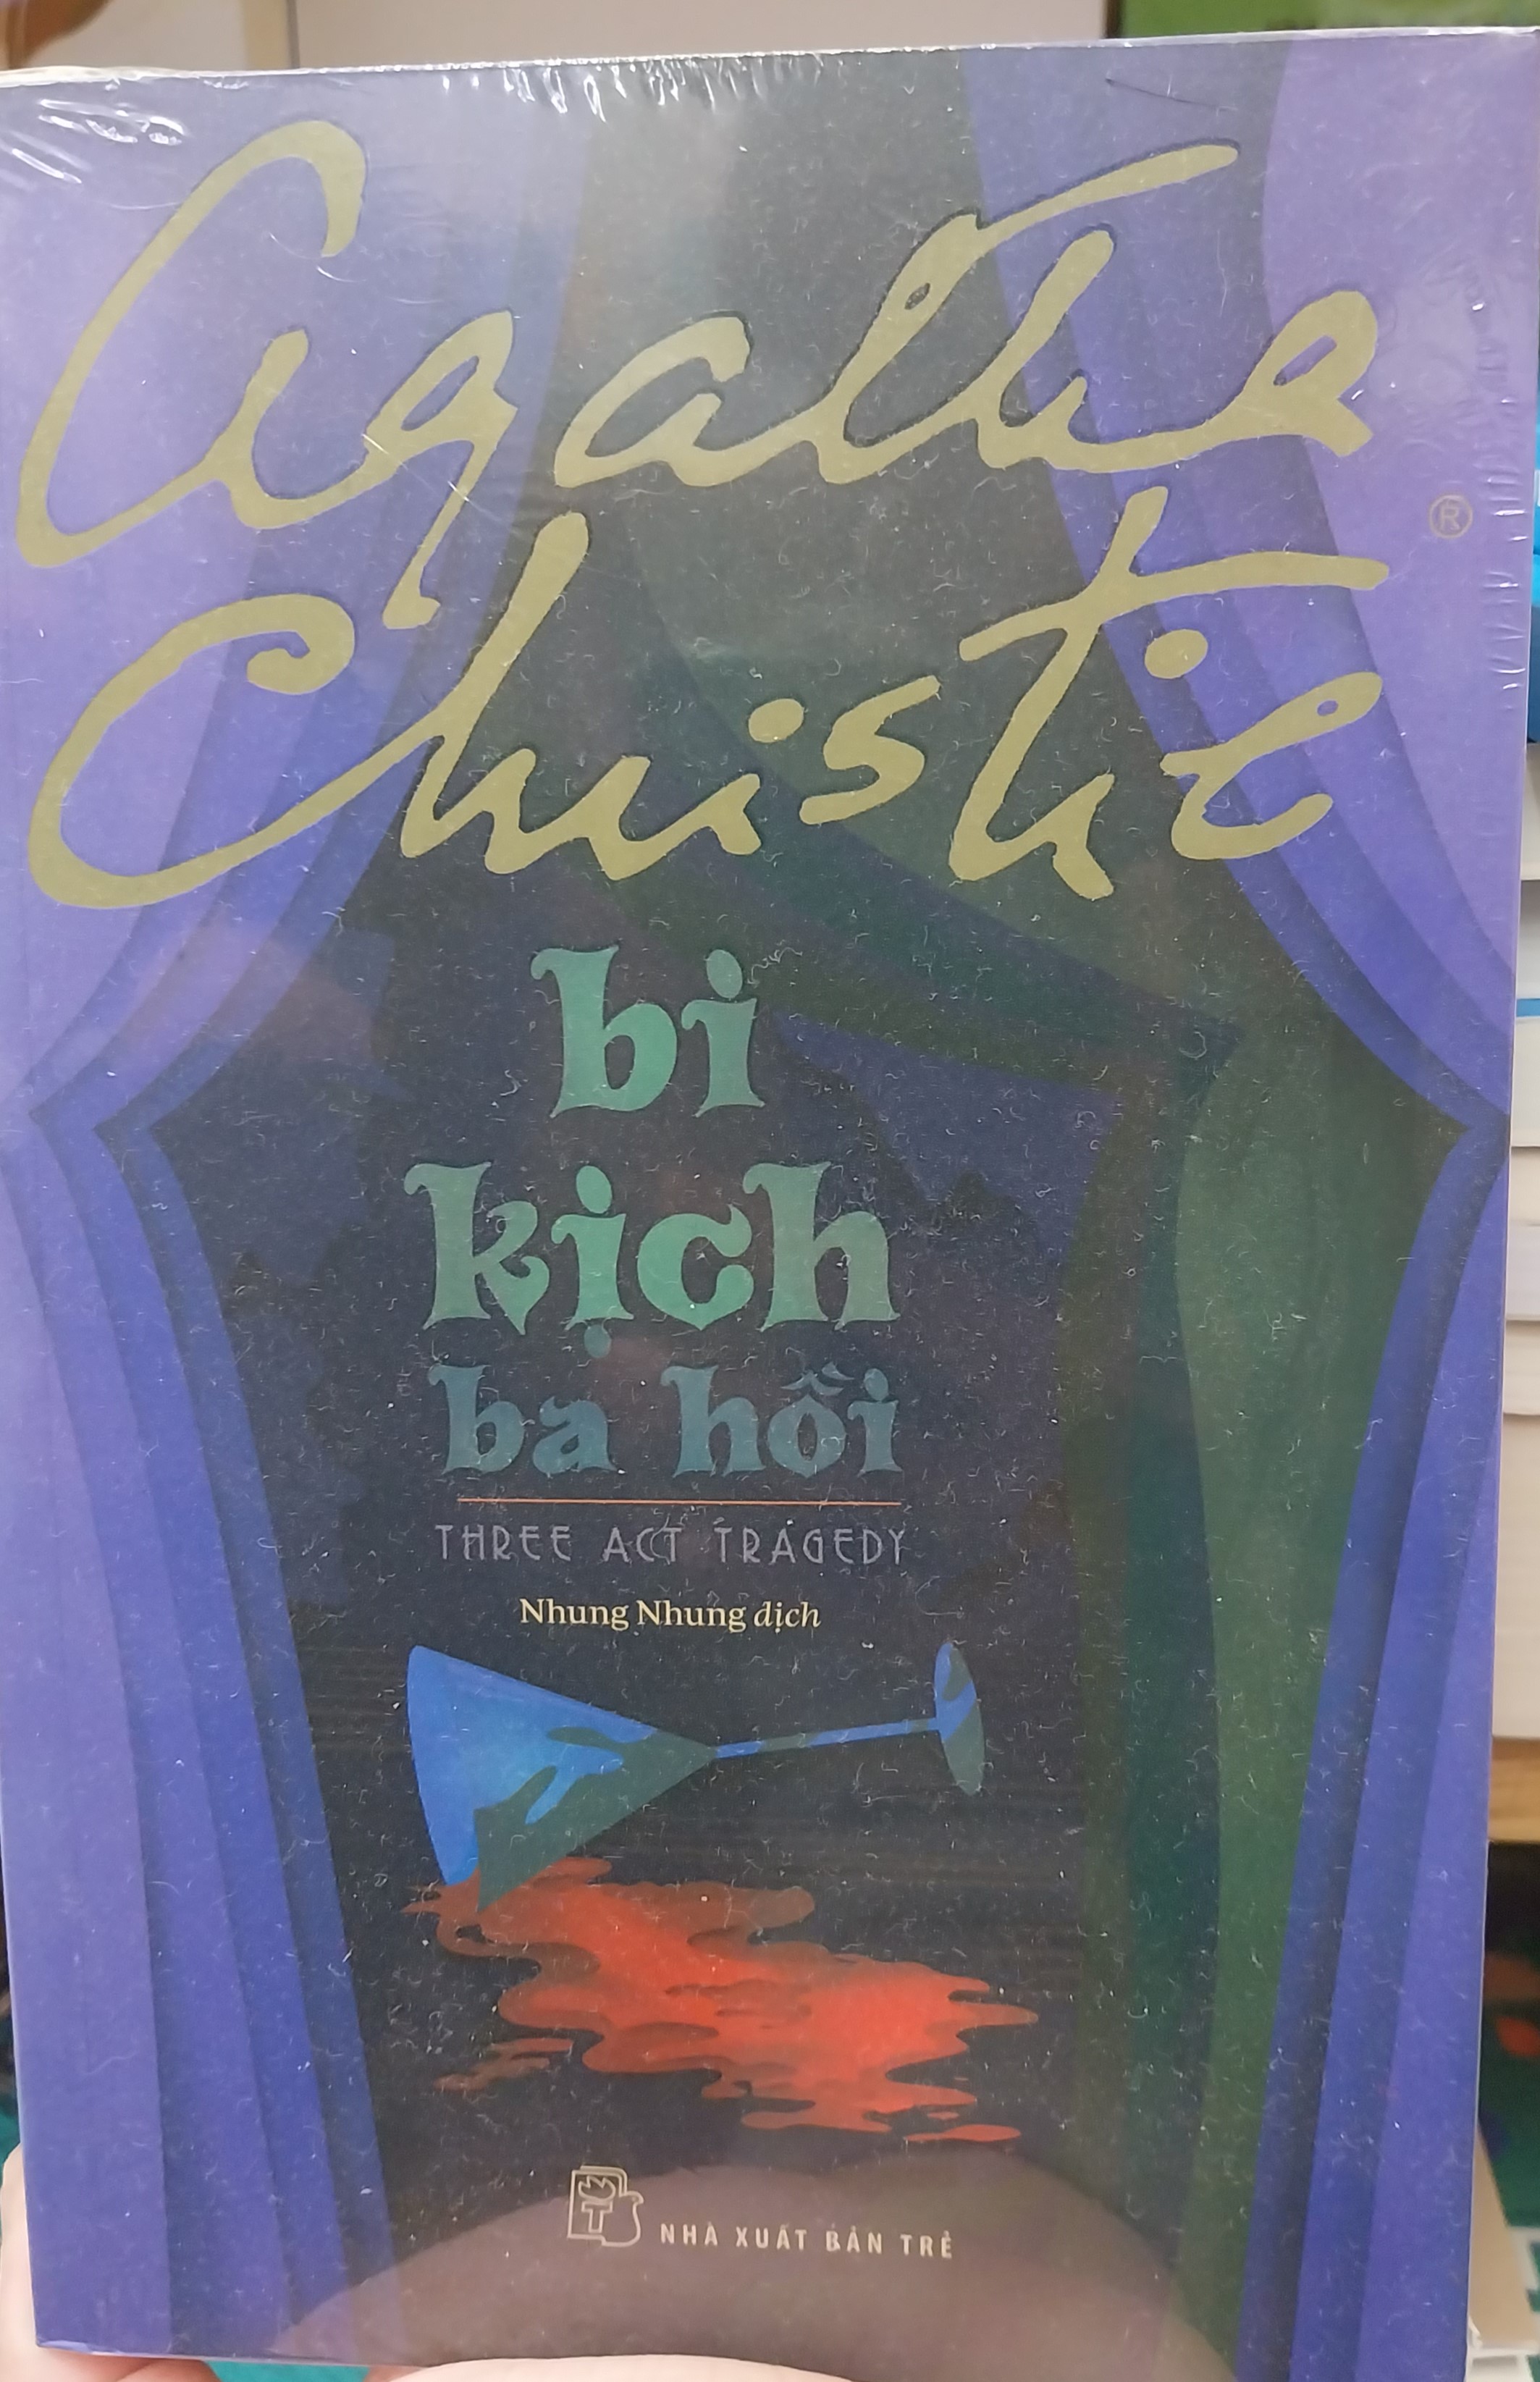 Agatha
Christie
®
bi
kịch
ba hồi
THREE ACT TRAGEDY
Nhung Nhung dịch
T
NHÀ XUẤT BẢN TRẺ